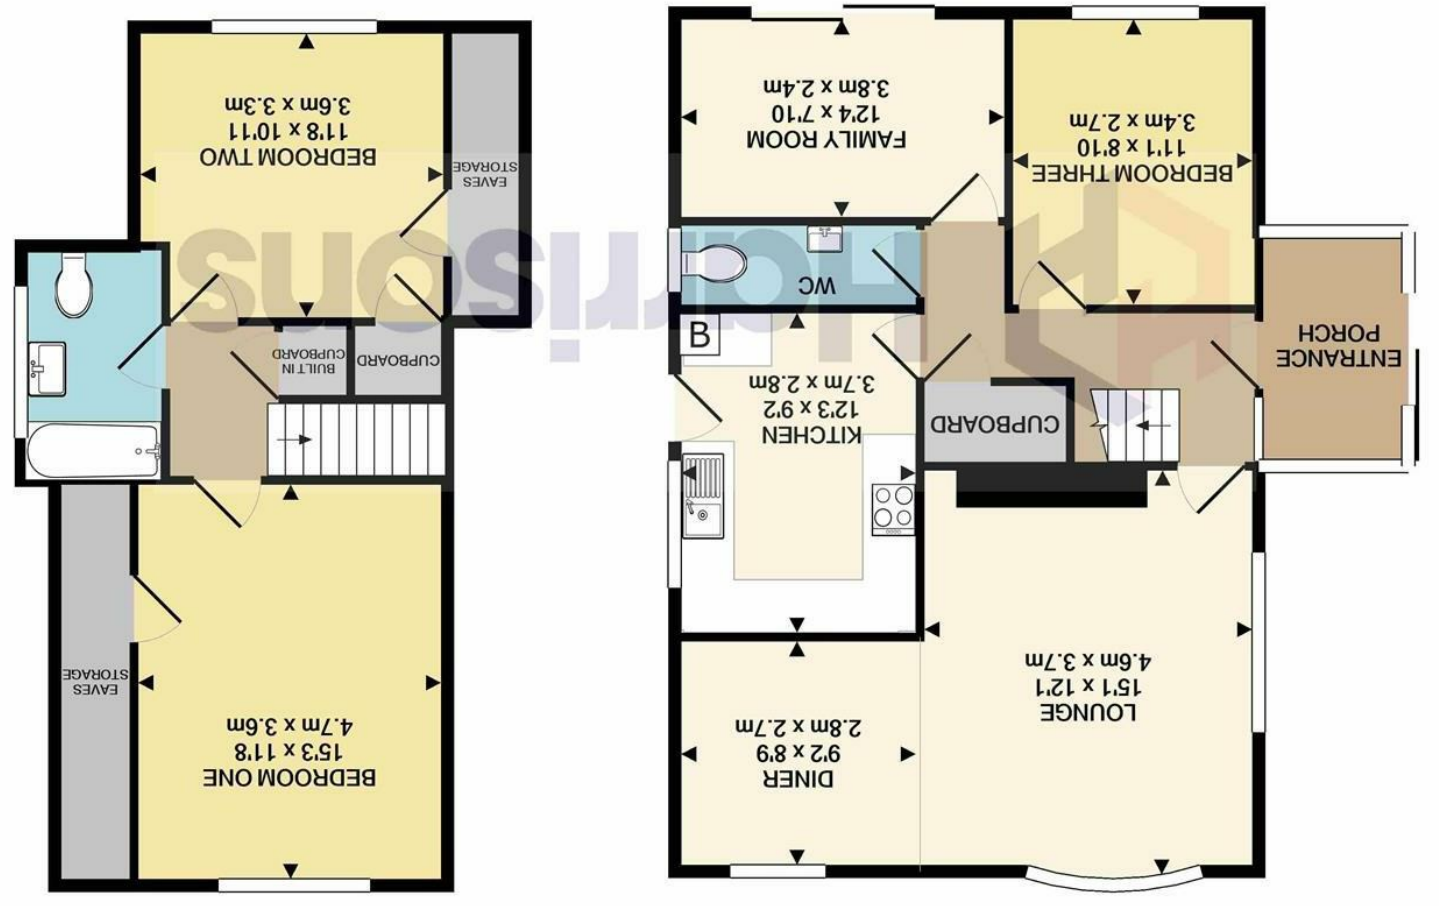 LOUNGE
15'1 x 12'1
4.6m x 3.7m
DINER
9'2 x 8'9
2.8m x 2.7m
KITCHEN
12'3 x 9'2
3.7m x 2.8m
CUPBOARD
ENTRANCE
PORCH
B
WC
BEDROOM THREE
11'1 x 8'10
3.4m x 2.7m
FAMILY ROOM
12'4 x 7'10
3.8m x 2.4m
BEDROOM ONE
15'3 x 11'8
4.7m x 3.6m
EAVES
STORAGE
CUPBOARD
BUILT IN
CUPBOARD
BEDROOM TWO
11'8 x 10'11
3.6m x 3.3m
EAVES
STORAGE
Harrisons